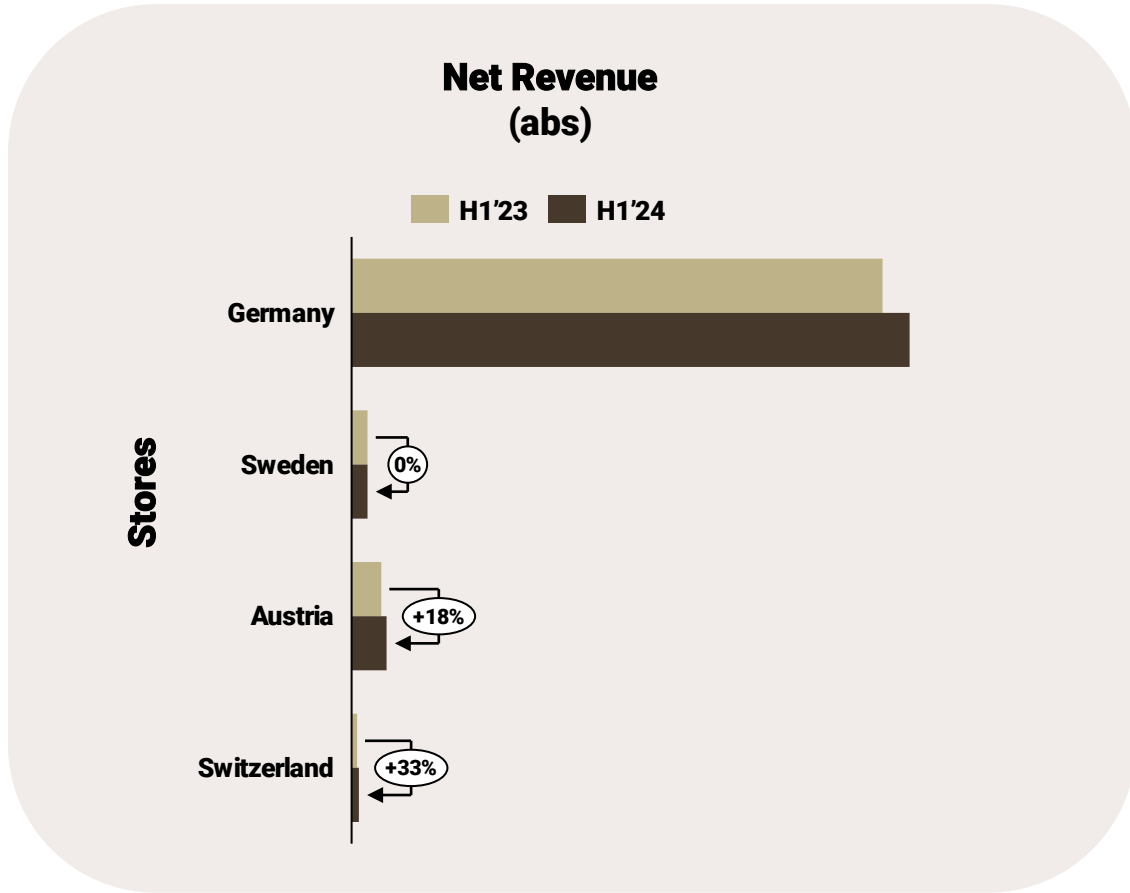 Net Revenue
(abs)
H1’23 H1’24
Stores
Germany
Sweden
0%
Austria
+18%
Switzerland
+33%